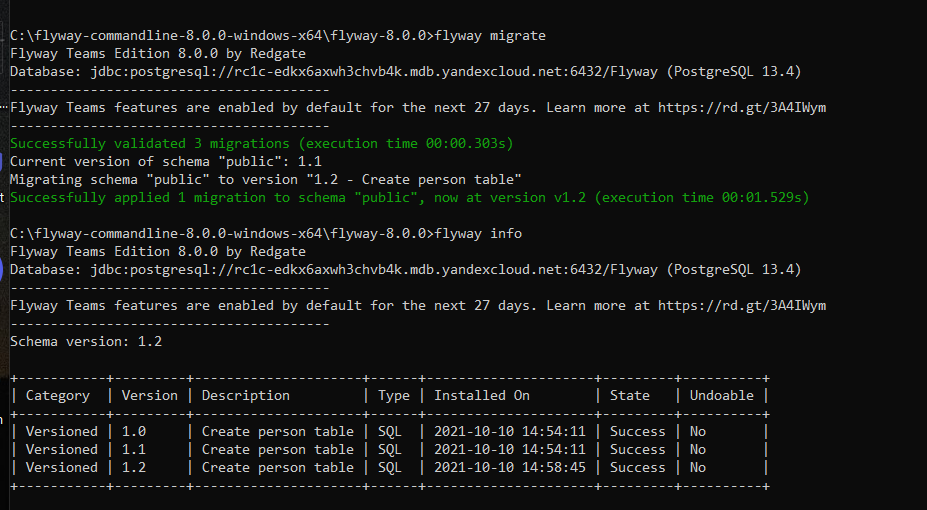 C:\flyway-commandline-8.0.0-windows-x64\flyway-8.0.0>flyway migrate
Flyway Teams Edition 8.0.0 by Redgate
Database: jdbc:postgresql://rc1c-edkx6axwh3chvb4k.mdb.yandexcloud.net:6432/Flyway (PostgreSQL 13.4)
----------------------------------------
Flyway Teams features are enabled by default for the next 27 days. Learn more at https://rd.gt/3A4IWym
----------------------------------------
Successfully validated 3 migrations (execution time 00:00.303s)
Current version of schema "public": 1.1
Migrating schema "public" to version "1.2 - Create person table"
Successfully applied 1 migration to schema "public", now at version v1.2 (execution time 00:01.529s)
C:\flyway-commandline-8.0.0-windows-x64\flyway-8.0.0>flyway info
Flyway Teams Edition 8.0.0 by Redgate
Database: jdbc:postgresql://rc1c-edkx6axwh3chvb4k.mdb.yandexcloud.net:6432/Flyway (PostgreSQL 13.4)
----------------------------------------
Flyway Teams features are enabled by default for the next 27 days. Learn more at https://rd.gt/3A4IWym
----------------------------------------
Schema version: 1.2
+-----------+---------+---------------------+------+---------------------+---------+----------+
| Category  | Version | Description         | Type | Installed On        | State   | Undoable |
+-----------+---------+---------------------+------+---------------------+---------+----------+
| Versioned | 1.0     | Create person table | SQL  | 2021-10-10 14:54:11 | Success | No       |
| Versioned | 1.1     | Create person table | SQL  | 2021-10-10 14:54:11 | Success | No       |
| Versioned | 1.2     | Create person table | SQL  | 2021-10-10 14:58:45 | Success | No       |
+-----------+---------+---------------------+------+---------------------+---------+----------+